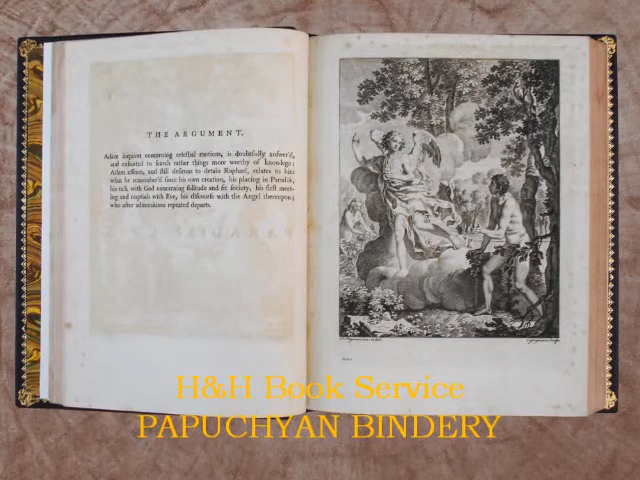 THE ARGUMENT.
Adam inquires concerning celestial motions, is doubtfully answer'd,
and exhorted to search rather things more worthy of knowlege:
Adam assents, and still desirous to detain Raphael, relates to him
what he remember'd since his own creation, his placing in Paradise,
his talk with God concerning solitude and fit society, his first meet-
ing and nuptials with Eve, his discourse with the Angel thereupon;
who after admonitions repeated departs.
H&H Book Service
PAPUCHYAN BINDERY